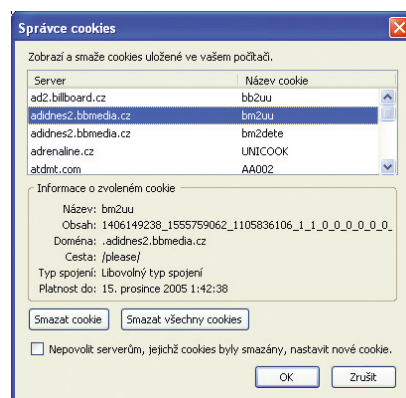 Správce cookies
Zobrazí a smaže cookies uložené ve vašem počítači.
Server Název cookie
ad2.billboard.cz bb2uu
adidnes2.bbmedia.cz bm2uu
adidnes2.bbmedia.cz bm2dete
adrenaline.cz UNICOOK
atdmt.com AA002
Informace o zvoleném cookie
Název: bm2uu
Obsah: 1406149238_1555759062_1105836106_1_1_0_0_0_0_0_
Doména: .adidnes2.bbmedia.cz
Cesta: /please/
Typ spojení: Libovolný typ spojení
Platnost do: 15. prosince 2005 1:42:38
Smazat cookie Smazat všechny cookies
Nepovolit serverům, jejichž cookies byly smazány, nastavit nové cookie.
OK Zrušit